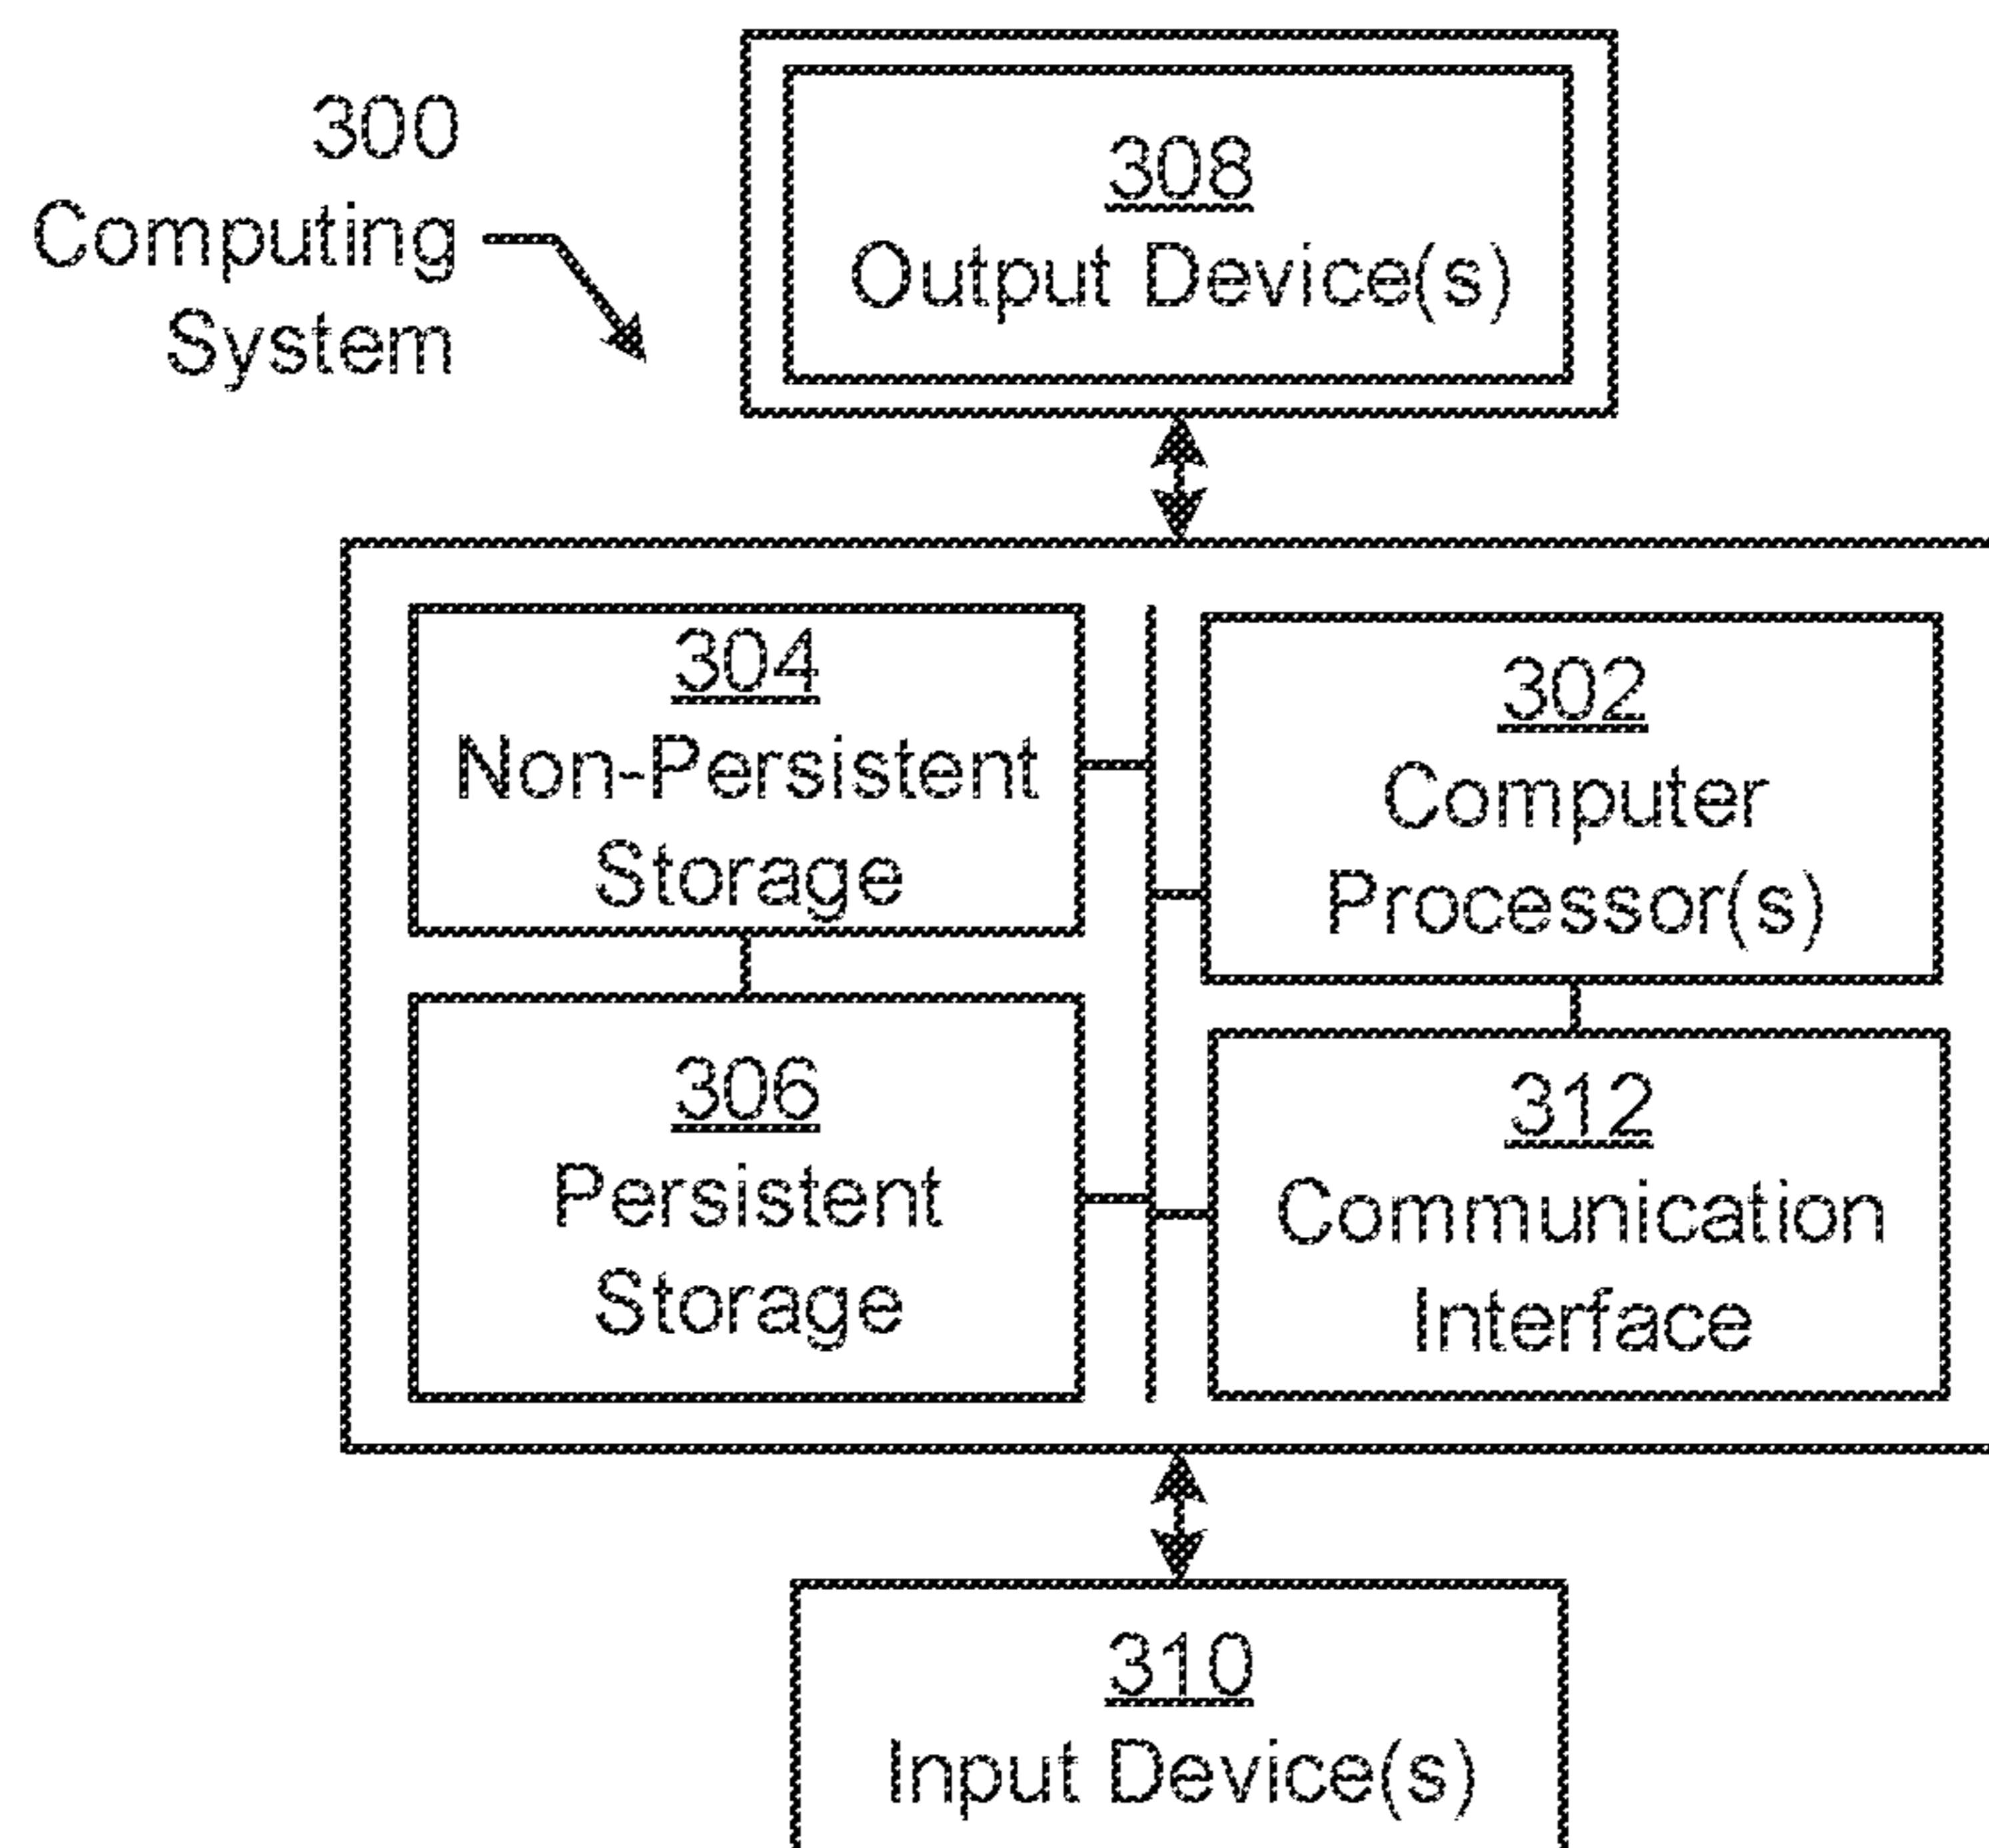 300
Computing
System
308
Output Device(s)
304
Non-Persistent
Storage
302
Computer
Processor(s)
306
Persistent
Storage
312
Communication
Interface
310
Input Device(s)